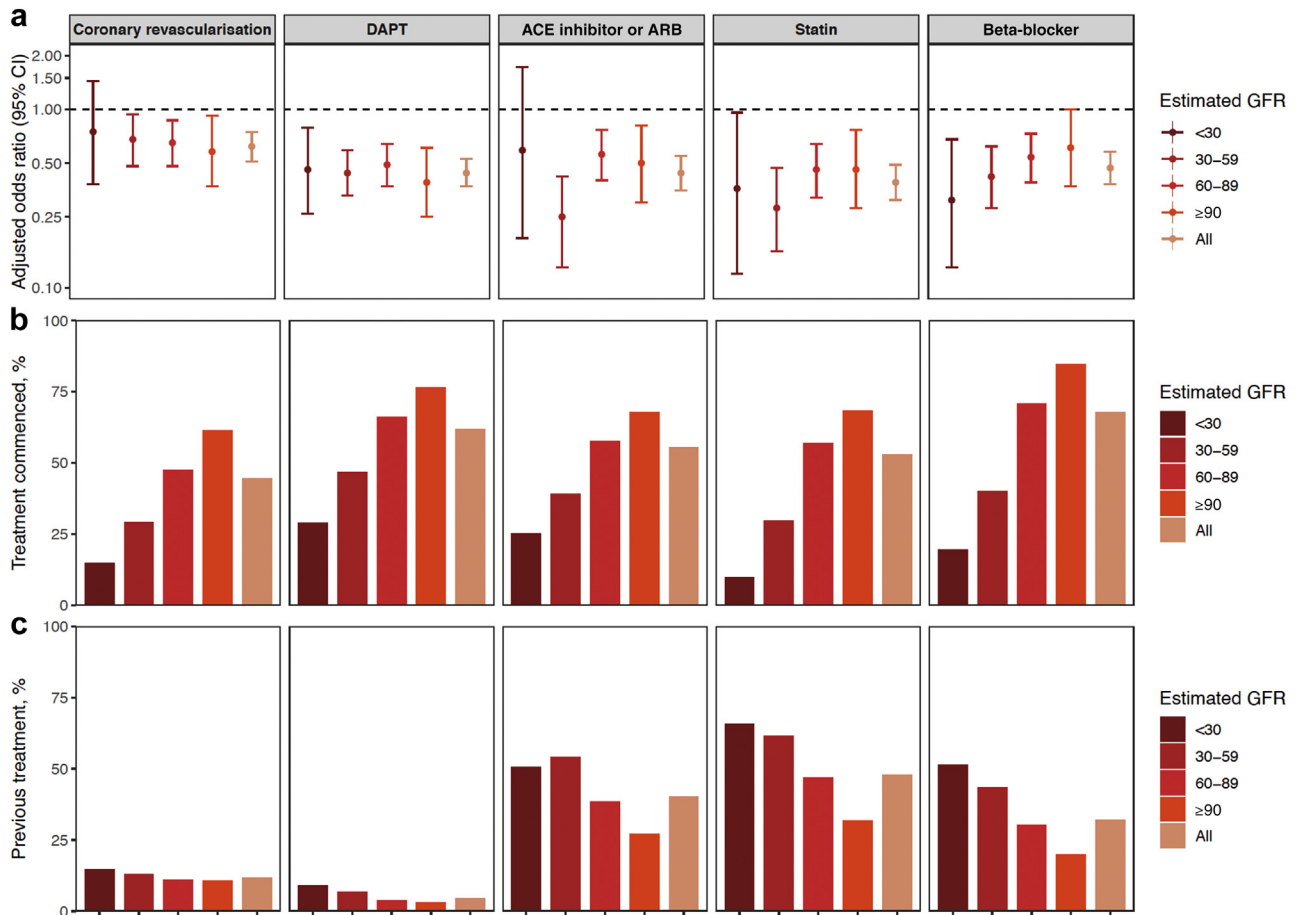 a
Coronary revascularisation
DAPT
ACE inhibitor or ARB
Statin
Beta-blocker
Adjusted odds ratio (95% CI)
2.00
1.50
1.00
0.50
0.25
0.10
Estimated GFR
<30
30–59
60–89
≥90
All
b
Treatment commenced, %
100
75
50
25
0
Estimated GFR
<30
30–59
60–89
≥90
All
c
Previous treatment, %
100
75
50
25
0
Estimated GFR
<30
30–59
60–89
≥90
All